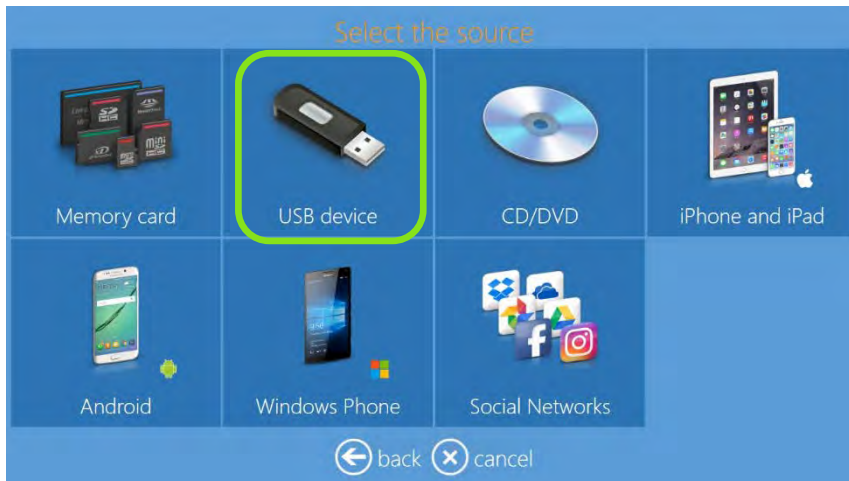 Select the source
Memory card
USB device
CD/DVD
iPhone and iPad
Android
Windows Phone
Social Networks
back
cancel